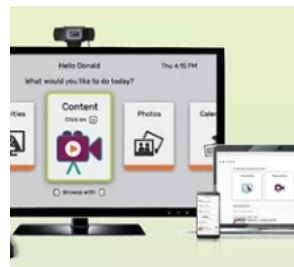 Hello Donald
Thu 4:15 PM
What would you like to do today?
ities
Content
Click on
Photos
Caler
Browse with